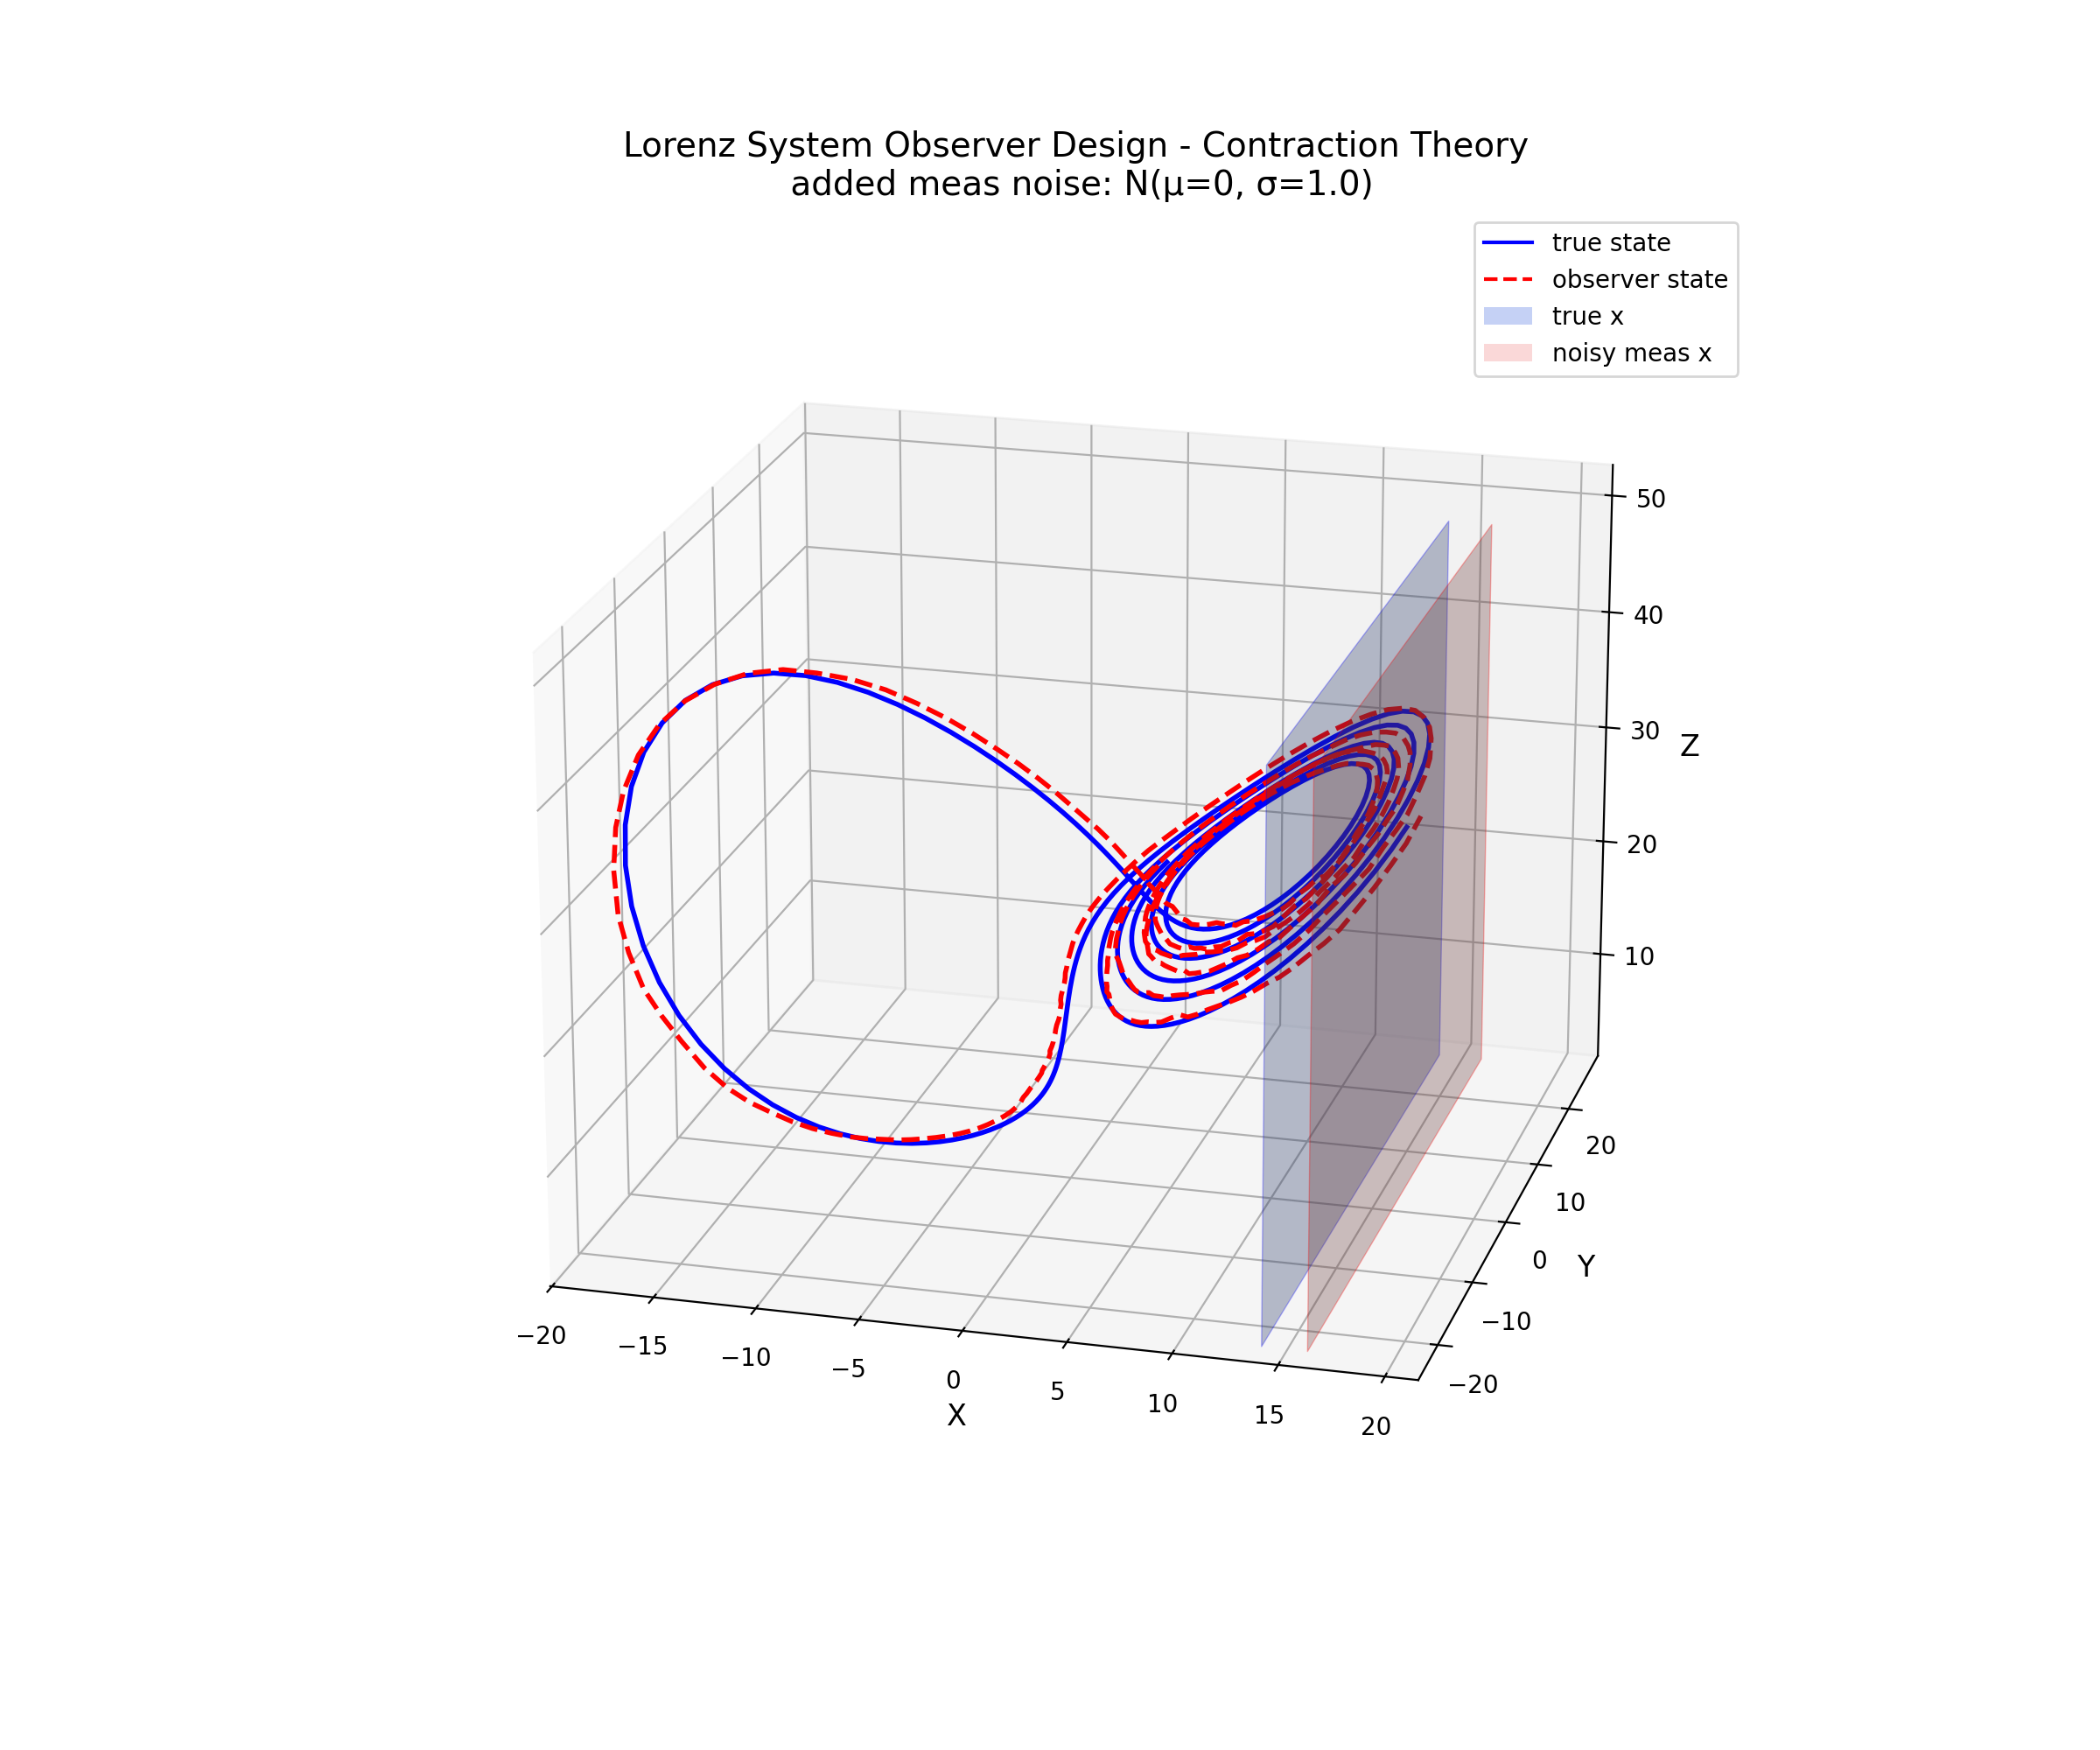 Lorenz System Observer Design - Contraction Theory
added meas noise: N(μ=0, σ=1.0)
true state
observer state
true x
noisy meas x
50
40
30
20
10
Z
20
10
0
−10
−20
Y
−20
−15
−10
−5
0
5
10
15
20
X